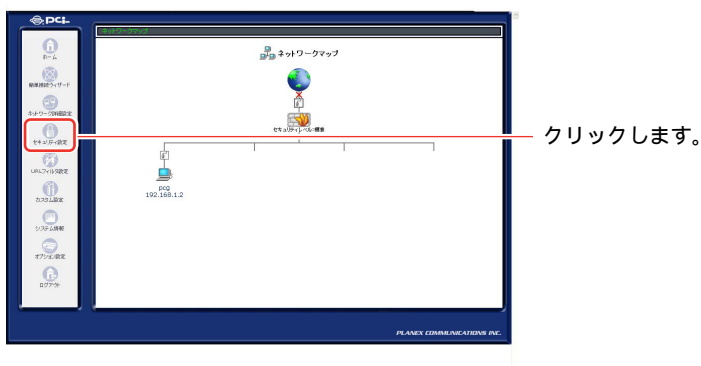 PCI
ネットワークマップ
ネットワークマップ
ホーム
簡単接続ウィザード
ネットワーク詳細設定
セキュリティ設定
URLフィルタ設定
カスタム設定
システム情報
オプション設定
ログアウト
セキュリティレベル:標準
pcg
192.168.1.2
クリックします。
PLANEX COMMUNICATIONS INC.